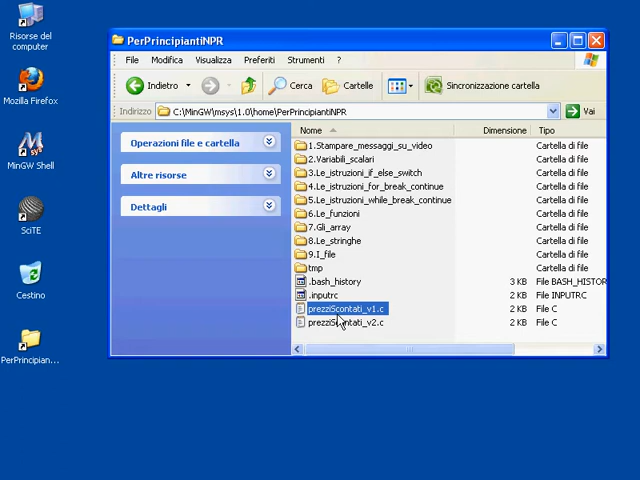 Risorse del
computer
Mozilla Firefox
MinGW Shell
SciTE
Cestino
PerPrincipian...
PerPrincipiantiNPR
File Modifica Visualizza Preferiti Strumenti ?
Indietro Cerca Cartelle Sincronizzazione cartella
Indirizzo C:\MinGW\msys\1.0\home\PerPrincipiantiNPR Vai
Operazioni file e cartella
Altre risorse
Dettagli
Nome Dimensione Tipo
1.Stampare_messaggi_su_video Cartella di file
2.Variabili_scalari Cartella di file
3.Le_istruzioni_if_else_switch Cartella di file
4.Le_istruzioni_for_break_continue Cartella di file
5.Le_istruzioni_while_break_continue Cartella di file
6.Le_funzioni Cartella di file
7.Gli_array Cartella di file
8.Le_stringhe Cartella di file
9.I_file Cartella di file
tmp Cartella di file
.bash_history 3 KB File BASH_HISTOR
.inputrc 2 KB File INPUTRC
prezziScontati_v1.c 2 KB File C
prezziScontati_v2.c 2 KB File C